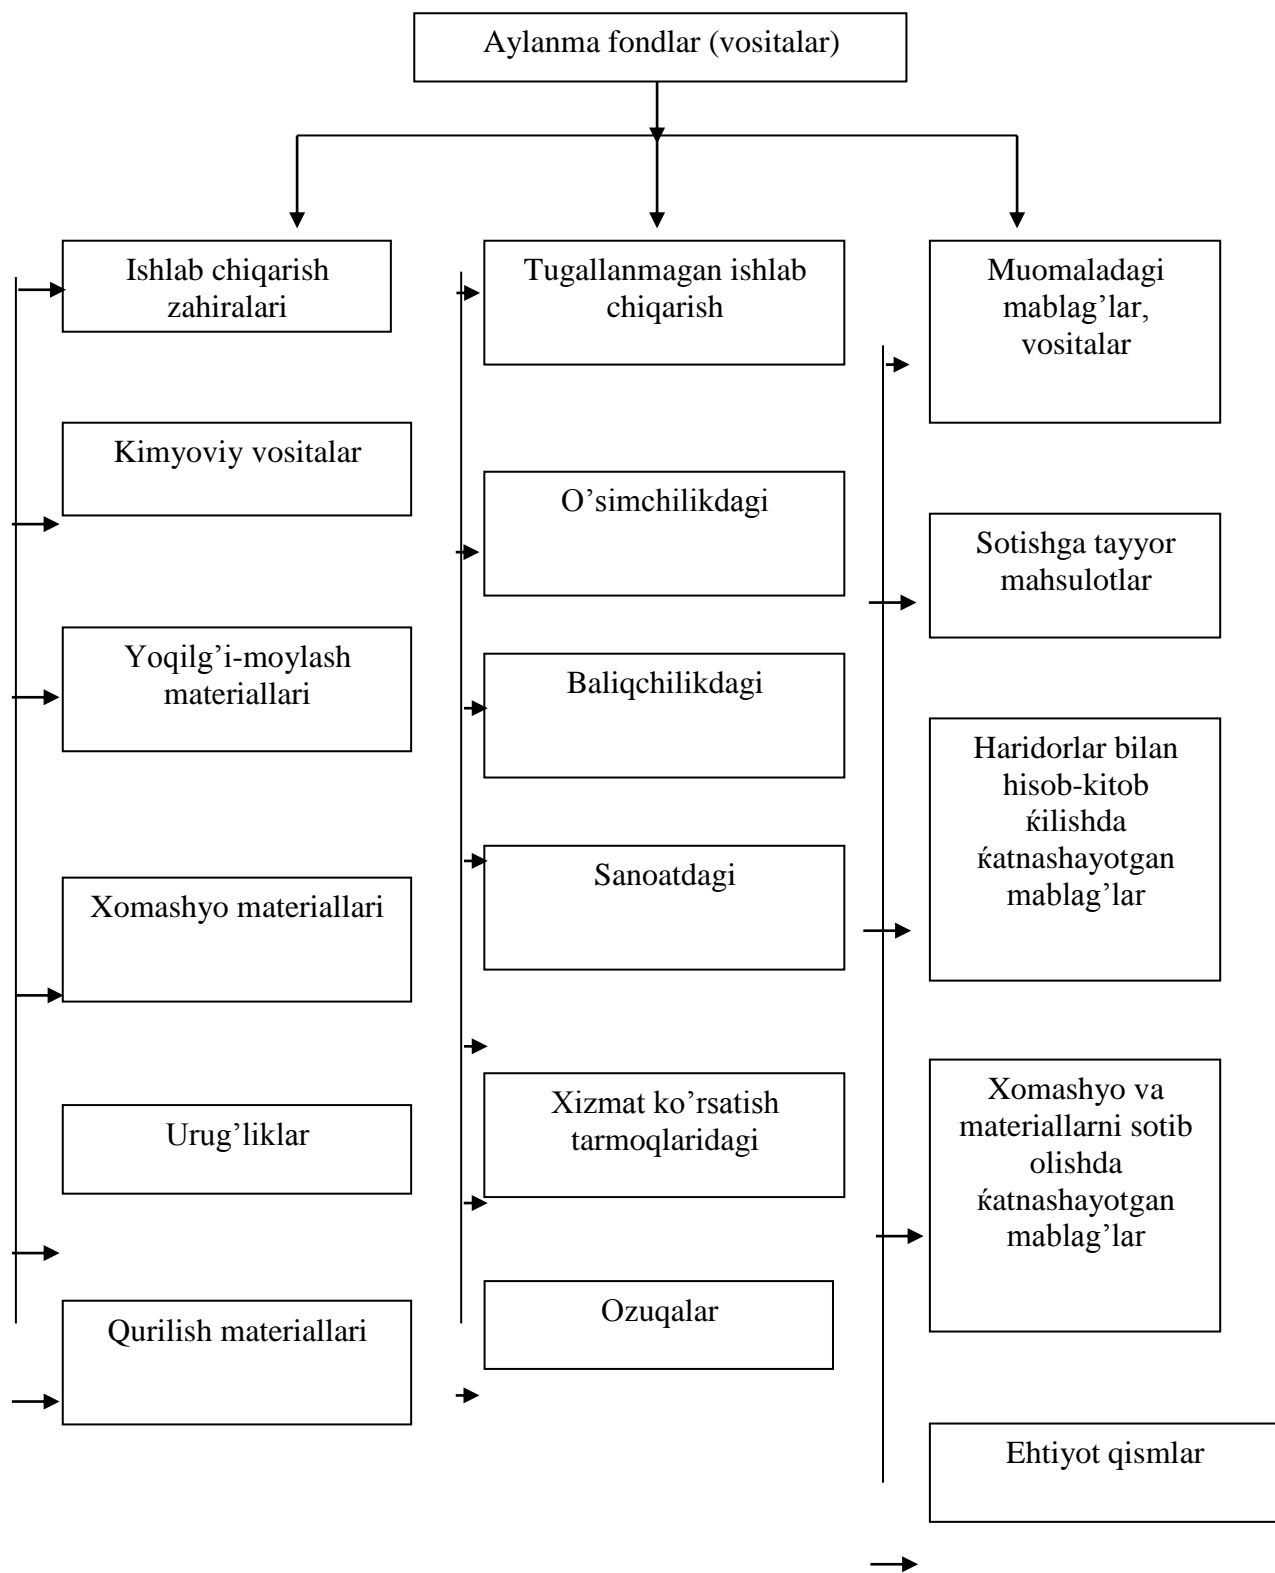 Aylanma fondlar (vositalar)
Ishlab chiqarish
zahiralari
Kimyoviy vositalar
Yoqilg’i-moylash
materiallari
Xomashyo materiallari
Urug’liklar
Qurilish materiallari
Tugallanmagan ishlab
chiqarish
O’simchilikdagi
Baliqchilikdagi
Sanoatdagi
Xizmat ko’rsatish
tarmoqlaridagi
Ozuqalar
Muomaladagi
mablag’lar,
vositalar
Sotishga tayyor
mahsulotlar
Haridorlar bilan
hisob-kitob
ќilishda
ќatnashayotgan
mablag’lar
Xomashyo va
materiallarni sotib
olishda
ќatnashayotgan
mablag’lar
Ehtiyot qismlar